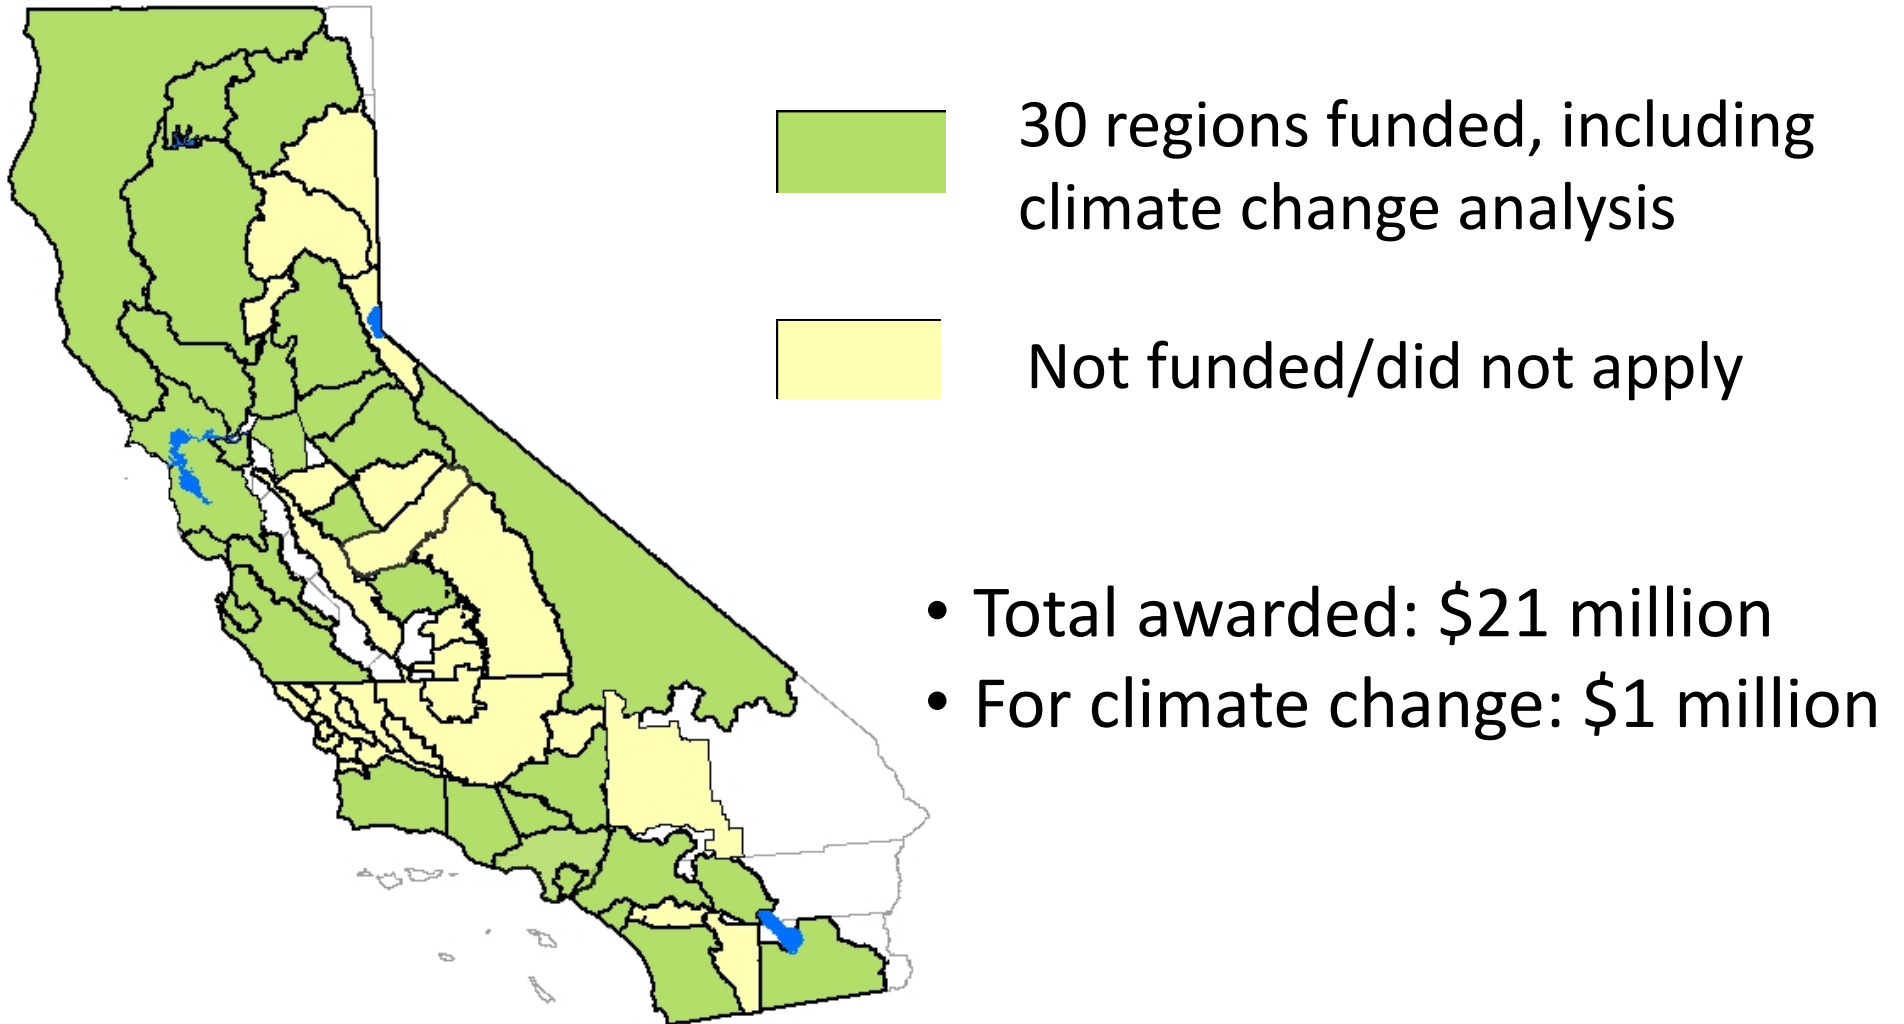 30 regions funded, including
climate change analysis
Not funded/did not apply
• Total awarded: $21 million
• For climate change: $1 million